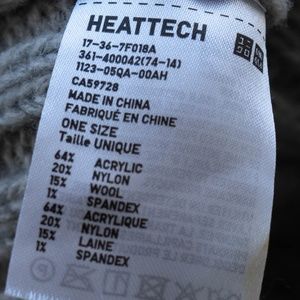 HEATTECH
17-36-7F018A
361-400042(74-14)
1123-05QA-00AH
CA59728
MADE IN CHINA
FABRIQUÉ EN CHINE
ONE SIZE
Taille UNIQUE
64% ACRYLIC
20% NYLON
15% WOOL
1% SPANDEX
64% ACRYLIQUE
20% NYLON
15% LAINE
1% SPANDEX